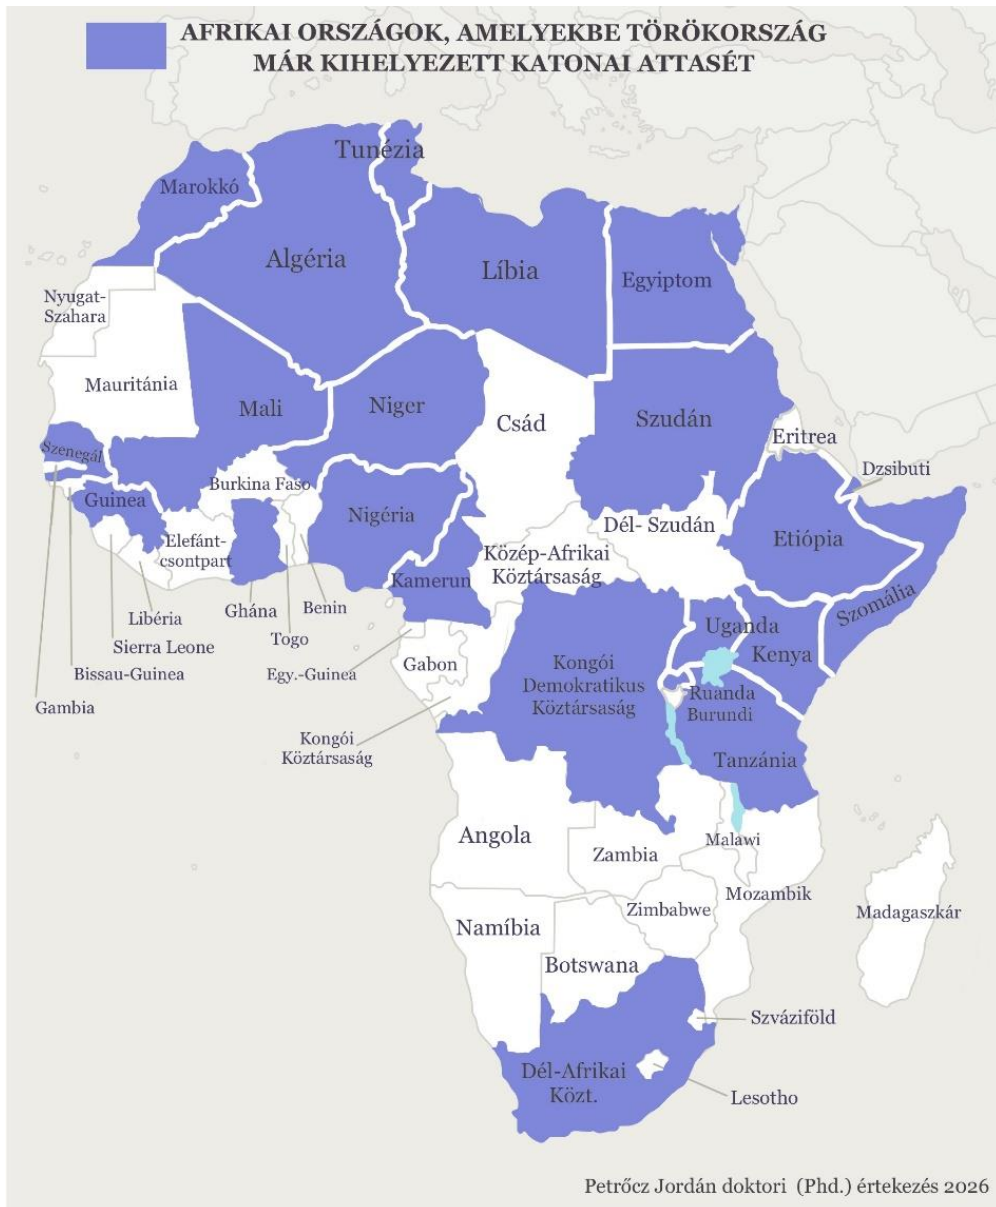 AFRIKAI ORSZÁGOK, AMELYEKBE TÖRÖKORSZÁG
MÁR KIHELYEZETT KATONAI ATTASÉT
Tunézia
Marokkó
Algéria
Líbia
Egyiptom
Nyugat-
Szahara
Mauritánia
Mali
Niger
Csád
Szudán
Eritrea
Szenegál
Dzsibuti
Burkina Faso
Guinea
Nigéria
Dél- Szudán
Etiópia
Elefánt-
csontpart
Közép-Afrikai
Köztársaság
Kamerun
Szomália
Ghána
Benin
Libéria
Togo
Uganda
Sierra Leone
Kenya
Bissau-Guinea
Egy.-Guinea
Gabon
Kongói
Demokratikus
Köztársaság
Ruanda
Burundi
Gambia
Kongói
Köztársaság
Tanzánia
Angola
Malawi
Zambia
Mozambik
Zimbabwe
Madagaszkár
Namíbia
Botswana
Szváziföld
Dél-Afrikai
Közt.
Lesotho
Petrőcz Jordán doktori (Phd.) értekezés 2026